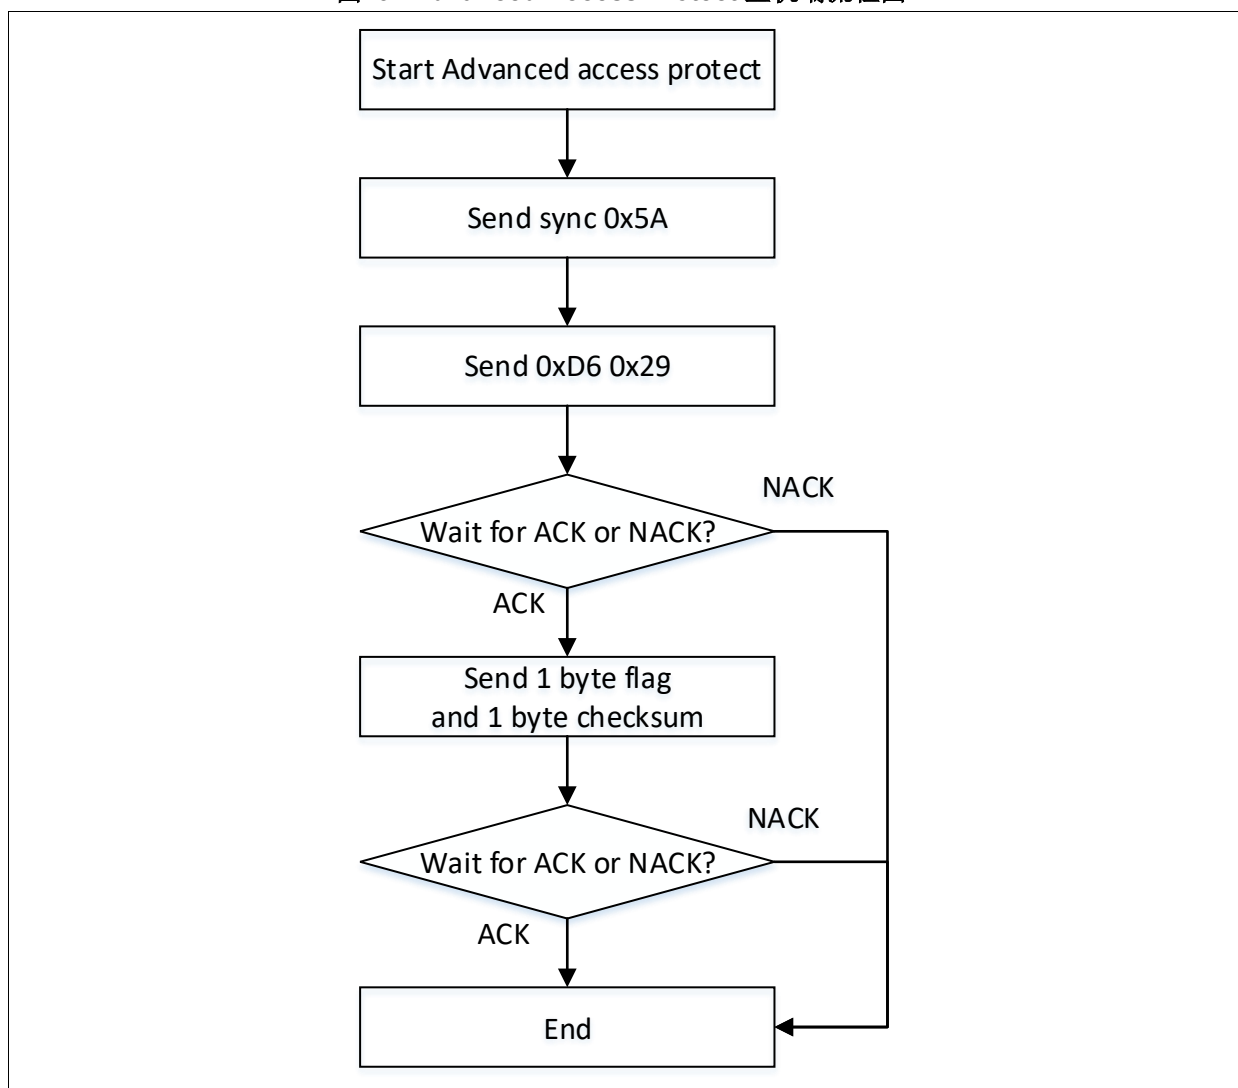 Start Advanced access protect
Send sync 0x5A
Send 0xD6 0x29
Wait for ACK or NACK?
NACK
ACK
Send 1 byte flag
and 1 byte checksum
Wait for ACK or NACK?
NACK
ACK
End